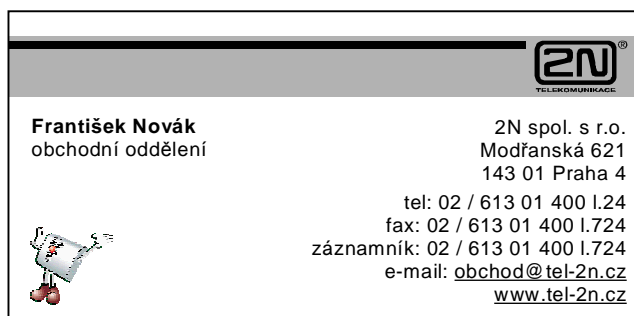 2N®
TELEKOMUNIKACE
František Novák
obchodní oddělení
2N spol. s r.o.
Modřanská 621
143 01 Praha 4
tel: 02 / 613 01 400 l.24
fax: 02 / 613 01 400 l.724
záznamník: 02 / 613 01 400 l.724
e-mail: obchod@tel-2n.cz
www.tel-2n.cz